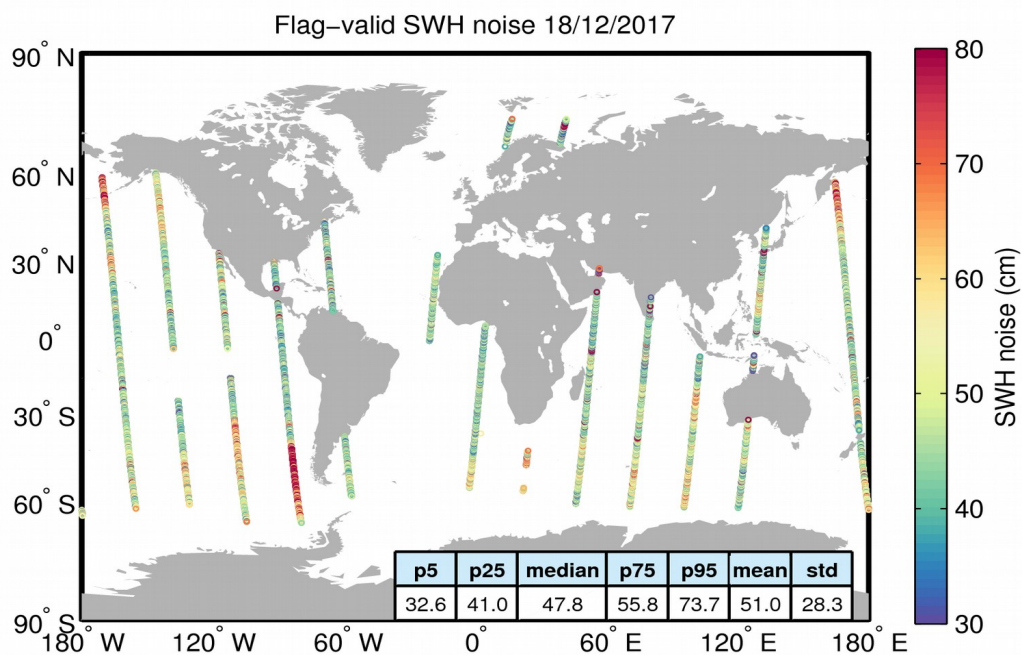 Flag−valid SWH noise 18/12/2017
90° N
60° N
30° N
0°
30° S
60° S
90° S
180° W
120° W
60° W
0°
60° E
120° E
180° E
80
70
60
50
40
30
SWH noise (cm)
p5 p25 median p75 p95 mean std
32.6 41.0 47.8 55.8 73.7 51.0 28.3